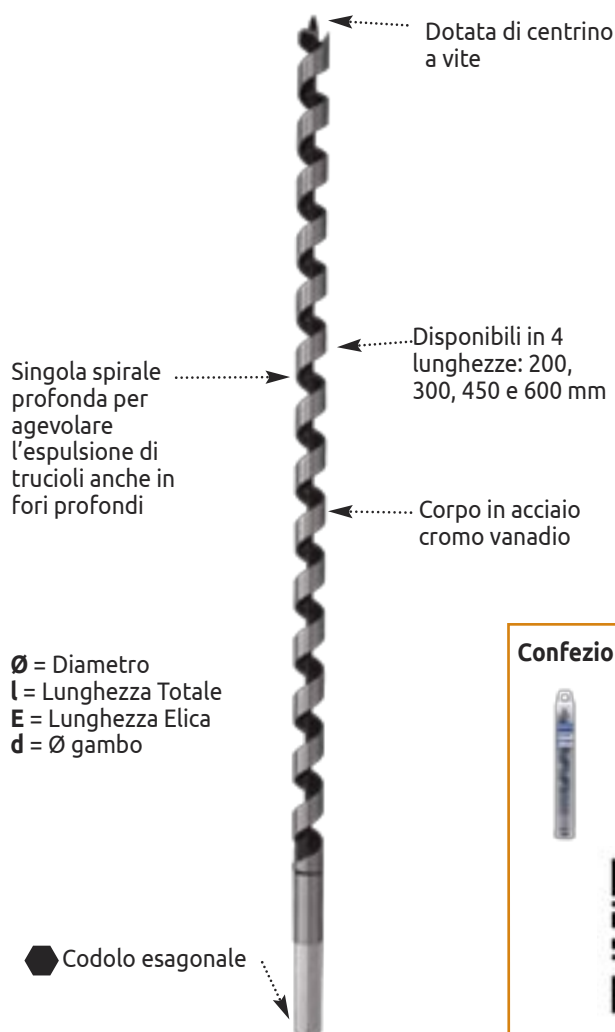 Dotata di centrino
a vite
Disponibili in 4
lunghezze: 200,
300, 450 e 600 mm
Singola spirale
profonda per
agevolare
l'espulsione di
trucioli anche in
fori profondi
Corpo in acciaio
cromo vanadio
Ø = Diametro
l = Lunghezza Totale
E = Lunghezza Elica
d = Ø gambo
Confezio
Codolo esagonale